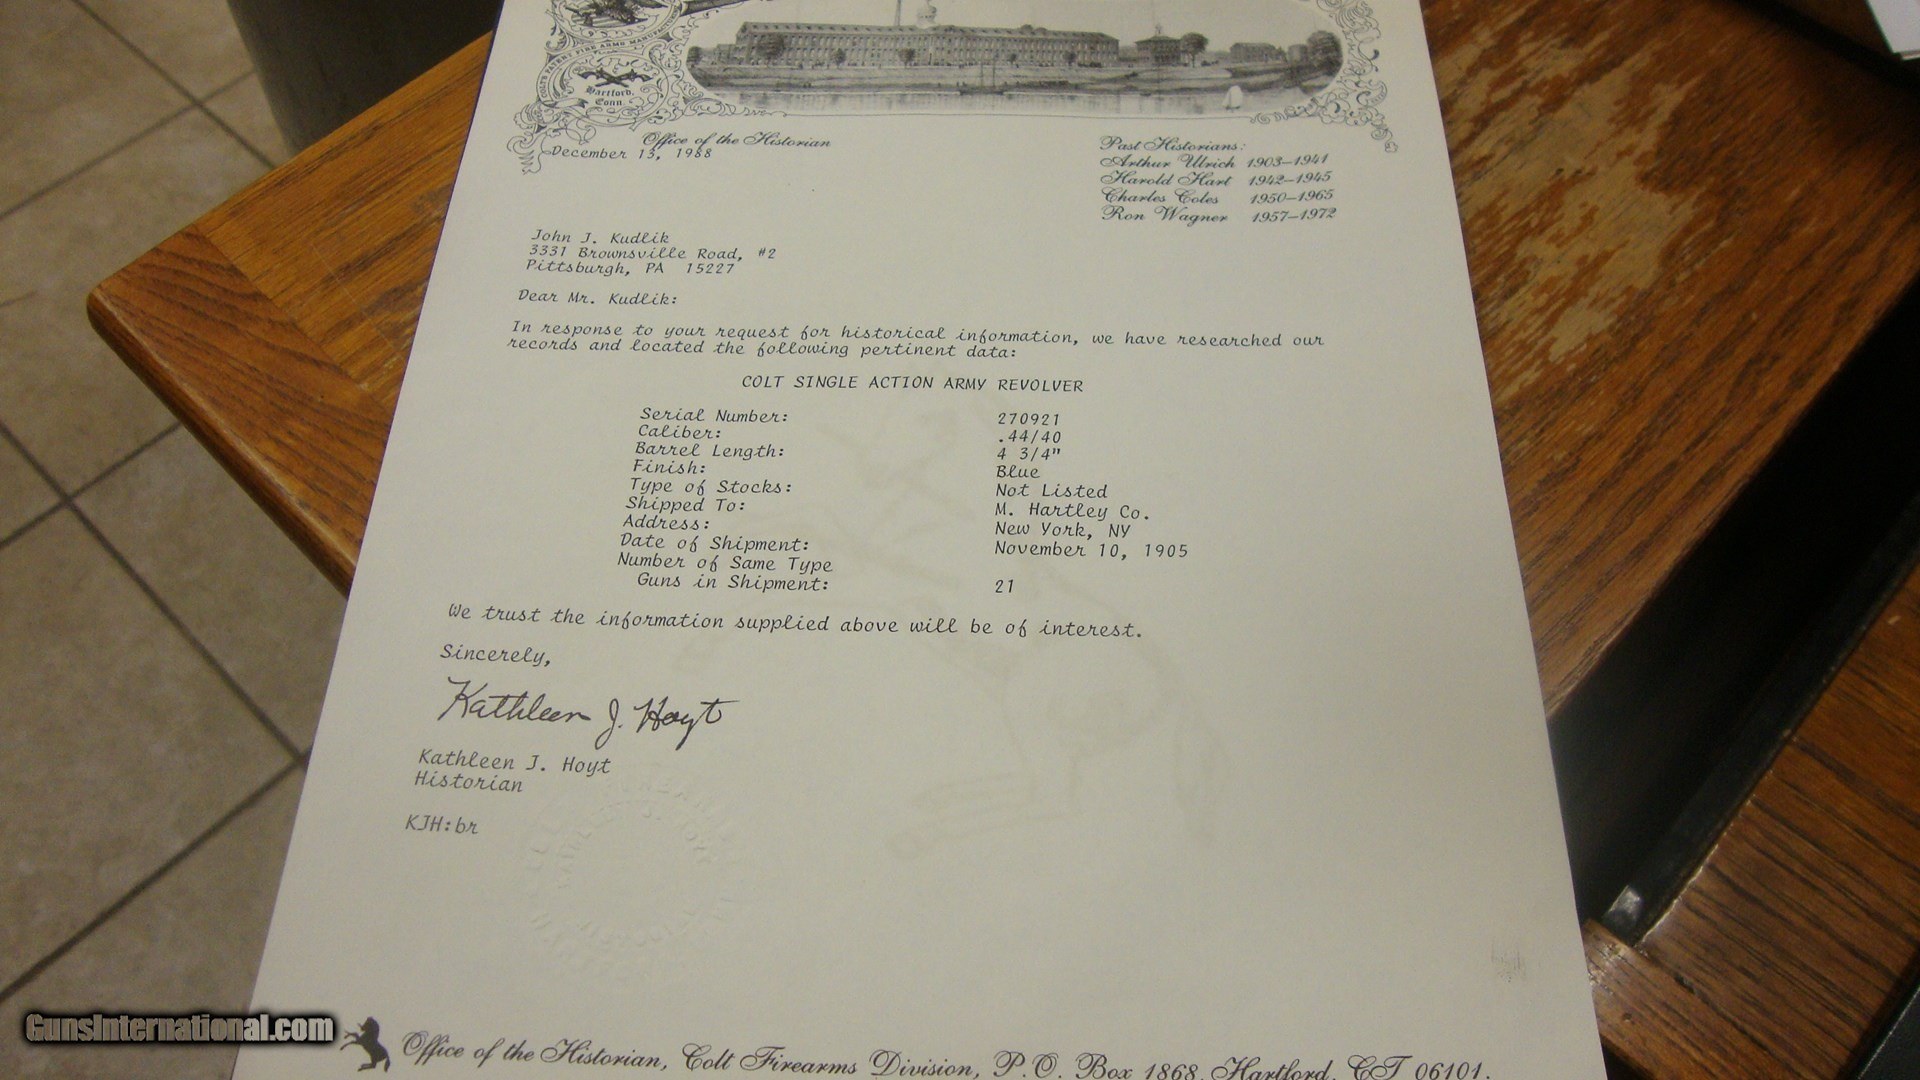 COLT'S PATENT FIRE ARMS MANUFACTURING
Hartford,
Conn.
Office of the Historian
December 13, 1988
Past Historians:
Arthur Ulrich 1903–1941
Harold Hart 1942–1945
Charles Coles 1950–1965
Ron Wagner 1957–1972
John J. Kudlik
3331 Brownsville Road, #2
Pittsburgh, PA 15227
Dear Mr. Kudlik:
In response to your request for historical information, we have researched our
records and located the following pertinent data:
COLT SINGLE ACTION ARMY REVOLVER
Serial Number: 270921
Caliber: .44/40
Barrel Length: 4 3/4"
Finish: Blue
Type of Stocks: Not Listed
Shipped To: M. Hartley Co.
Address: New York, NY
Date of Shipment: November 10, 1905
Number of Same Type
Guns in Shipment: 21
We trust the information supplied above will be of interest.
Sincerely,
Kathleen J. Hoyt
Kathleen J. Hoyt
Historian
KJH:br
Office of the Historian, Colt Firearms Division, P.O. Box 1868, Hartford, CT 06101.
GunsInternational.com